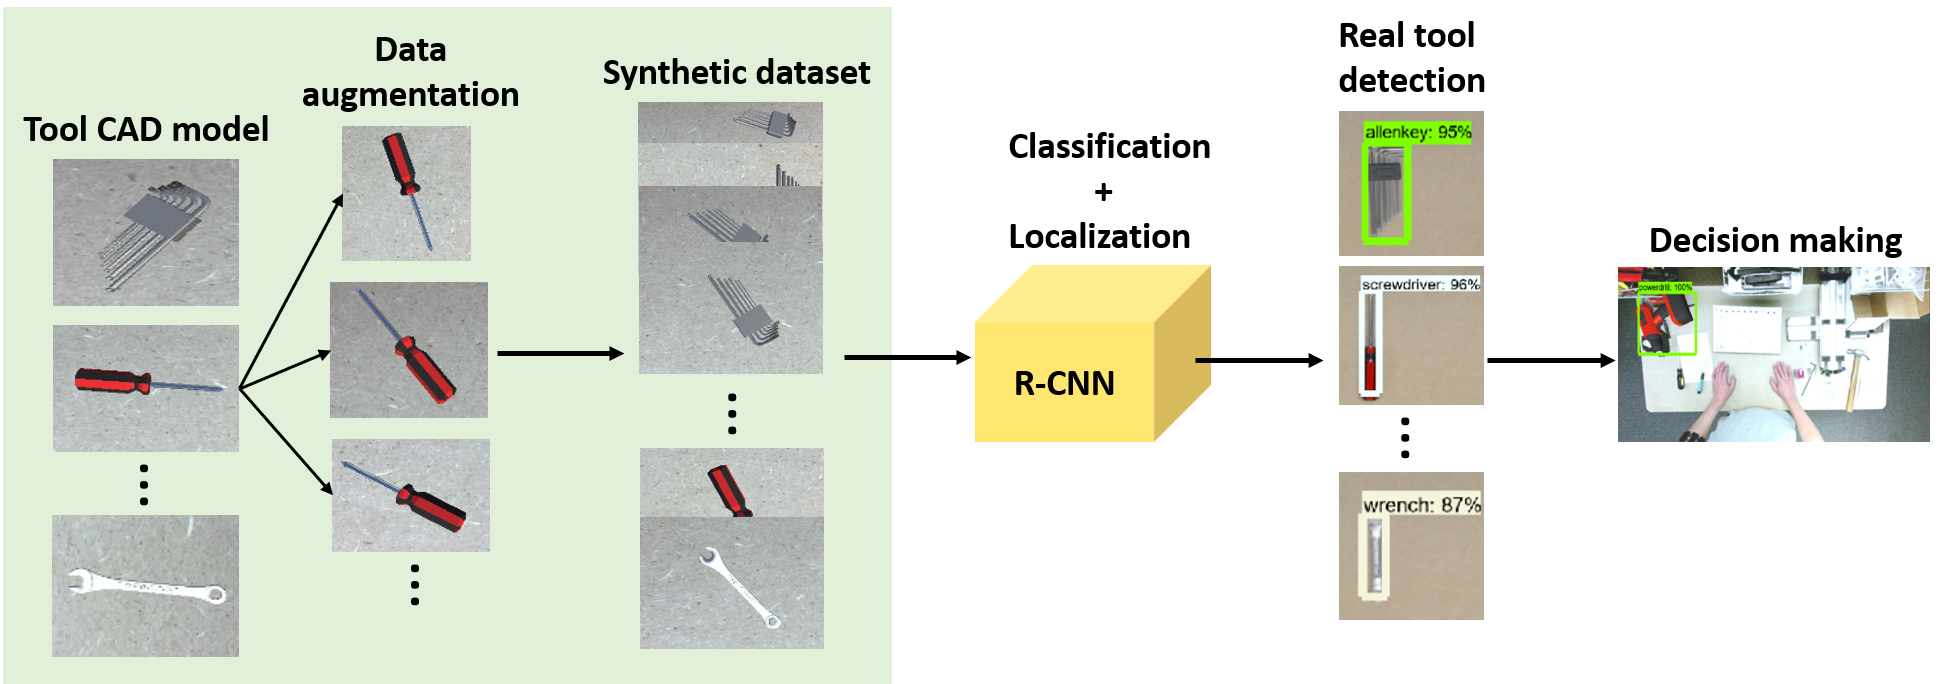 Tool CAD model
Data
augmentation
Synthetic dataset
Classification
+
Localization
R-CNN
Real tool
detection
allenkey: 95%
screwdriver: 96%
wrench: 87%
Decision making
powerdrill: 100%